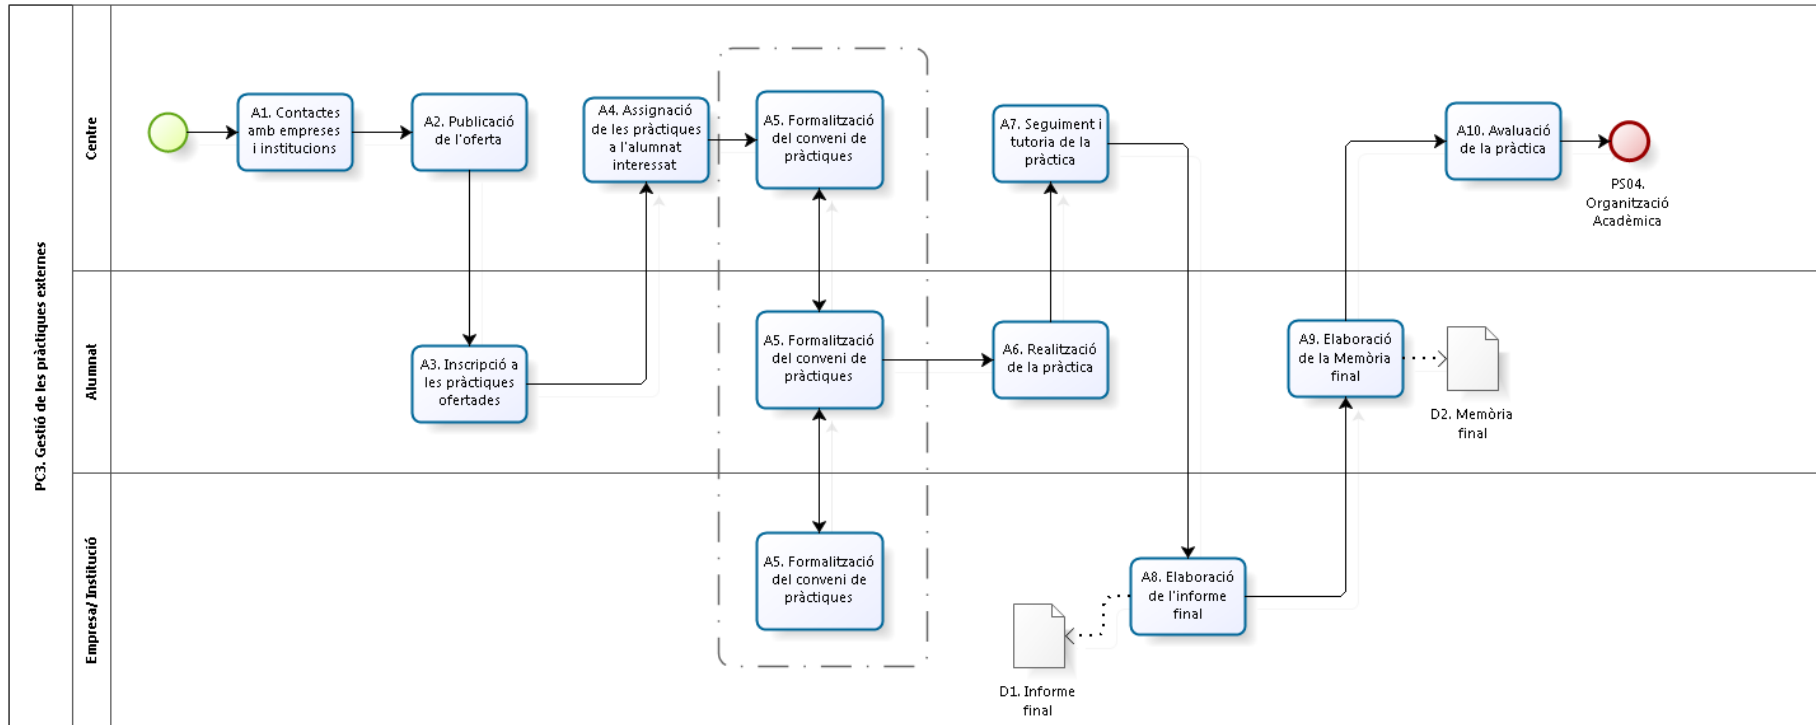 PC3. Gestió de les pràctiques externes
Centre
A1. Contactes
amb empreses
i institucions
A2. Publicació
de l'oferta
A4. Assignació
de les pràctiques
a l'alumnat
interessat
A5. Formalització
del conveni de
pràctiques
A7. Seguiment i
tutoria de la
pràctica
A10. Avaluació
de la pràctica
PS04.
Organització
Acadèmica
Alumnat
A3. Inscripció a
les pràctiques
ofertades
A5. Formalització
del conveni de
pràctiques
A6. Realització
de la pràctica
A9. Elaboració
de la Memòria
final
D2. Memòria
final
Empresa/ Institució
A5. Formalització
del conveni de
pràctiques
A8. Elaboració
de l'informe
final
D1. Informe
final